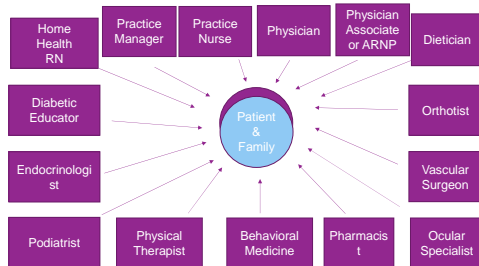 Home
Health
RN
Practice
Manager
Practice
Nurse
Physician
Physician
Associate
or ARNP
Dietician
Diabetic
Educator
Patient
&
Family
Orthotist
Endocrinologi
st
Vascular
Surgeon
Podiatrist
Physical
Therapist
Behavioral
Medicine
Pharmacis
t
Ocular
Specialist